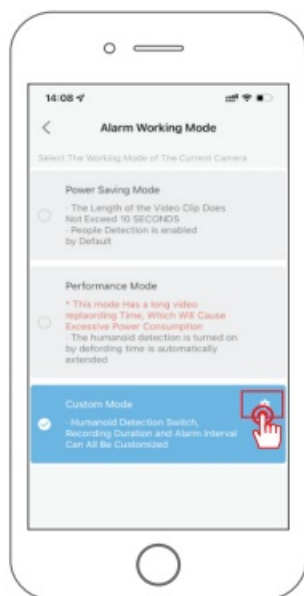 14:08
Alarm Working Mode
Select The Working Mode of The Current Camera
Power Saving Mode
- The Length of the Video Clip Does
Not Exceed 10 SECONDS
- People Detection is enabled
by Default
Performance Mode
* This mode Has a long video
replaording Time, Which Will Cause
Excessive Power Consumption
- The humanoid detection is turned on
by defording time is automatically
extended
Custom Mode
- Humanoid Detection Switch,
Recording Duration and Alarm Interval
Can All Be Customized